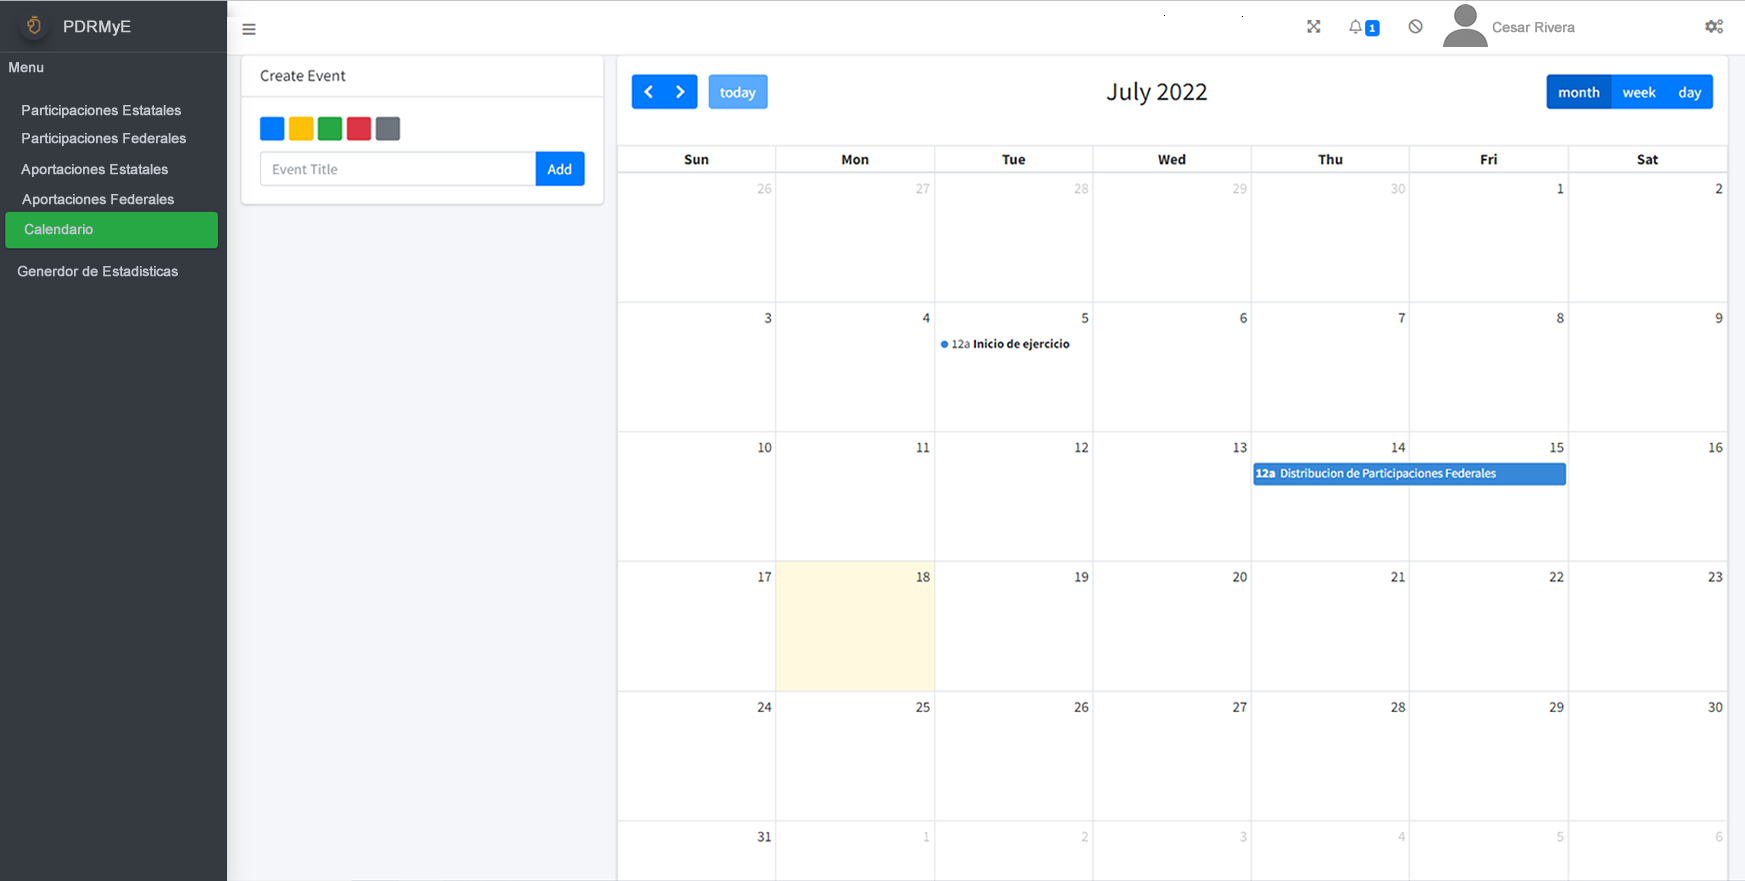 PDRMyE
1
Cesar Rivera
Menu
Participaciones Estatales
Participaciones Federales
Aportaciones Estatales
Aportaciones Federales
Calendario
Generdor de Estadisticas
Create Event
Event Title
Add
today
July 2022
month week day
Sun Mon Tue Wed Thu Fri Sat
26 27 28 29 30 1 2
3 4 5 6 7 8 9
12a Inicio de ejercicio
10 11 12 13 14 15 16
12a Distribucion de Participaciones Federales
17 18 19 20 21 22 23
24 25 26 27 28 29 30
31 1 2 3 4 5 6